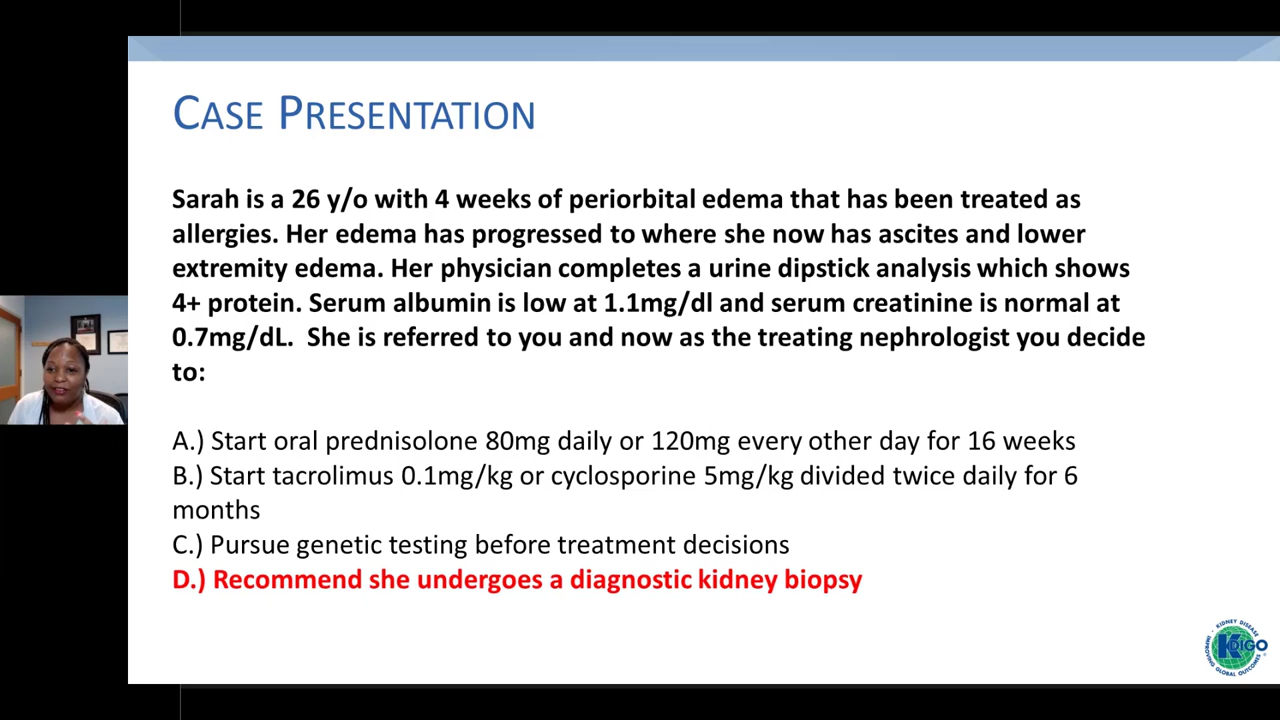 CASE PRESENTATION
Sarah is a 26 y/o with 4 weeks of periorbital edema that has been treated as
allergies. Her edema has progressed to where she now has ascites and lower
extremity edema. Her physician completes a urine dipstick analysis which shows
4+ protein. Serum albumin is low at 1.1mg/dl and serum creatinine is normal at
0.7mg/dL.  She is referred to you and now as the treating nephrologist you decide
to:
A.) Start oral prednisolone 80mg daily or 120mg every other day for 16 weeks
B.) Start tacrolimus 0.1mg/kg or cyclosporine 5mg/kg divided twice daily for 6
months
C.) Pursue genetic testing before treatment decisions
D.) Recommend she undergoes a diagnostic kidney biopsy
KIDNEY DISEASE
KDIGO
IMPROVING GLOBAL OUTCOMES